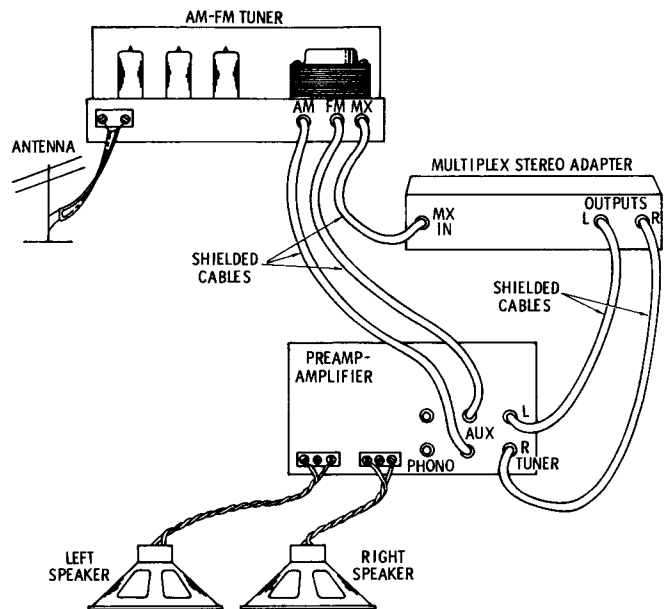 AM-FM TUNER
AM FM MX
ANTENNA
MULTIPLEX STEREO ADAPTER
MX
IN
OUTPUTS
L R
SHIELDED
CABLES
SHIELDED
CABLES
PREAMP-
AMPLIFIER
L
AUX
R
PHONO
TUNER
LEFT
SPEAKER
RIGHT
SPEAKER